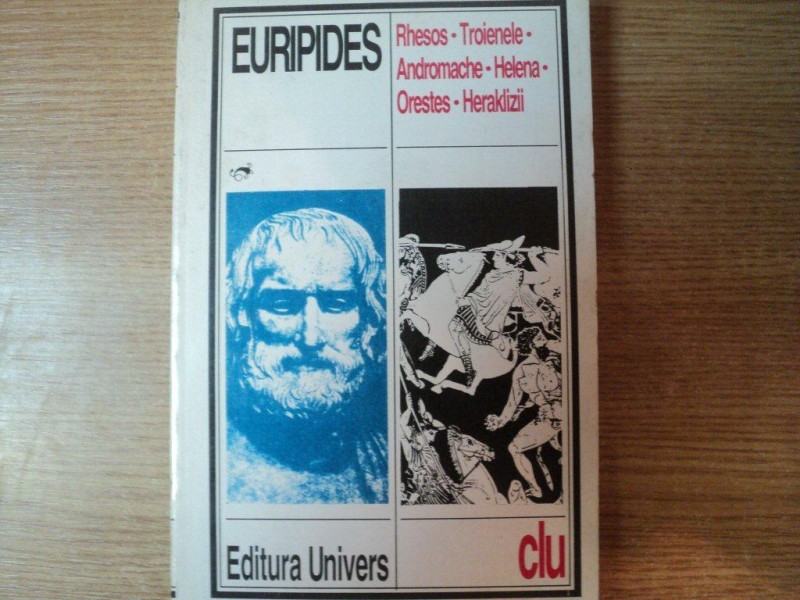 EURIPIDES
Rhesos • Troienele •
Andromache • Helena •
Orestes • Heraklizii
Editura Univers
clu